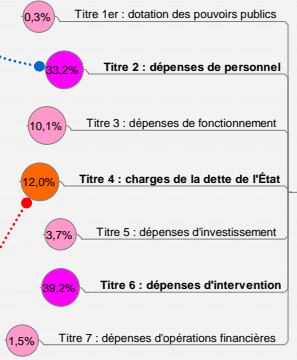 0,3% Titre 1er : dotation des pouvoirs publics
33,2% Titre 2 : dépenses de personnel
10,1% Titre 3 : dépenses de fonctionnement
12,0% Titre 4 : charges de la dette de l'État
3,7% Titre 5 : dépenses d'investissement
39,2% Titre 6 : dépenses d'intervention
1,5% Titre 7 : dépenses d'opérations financières